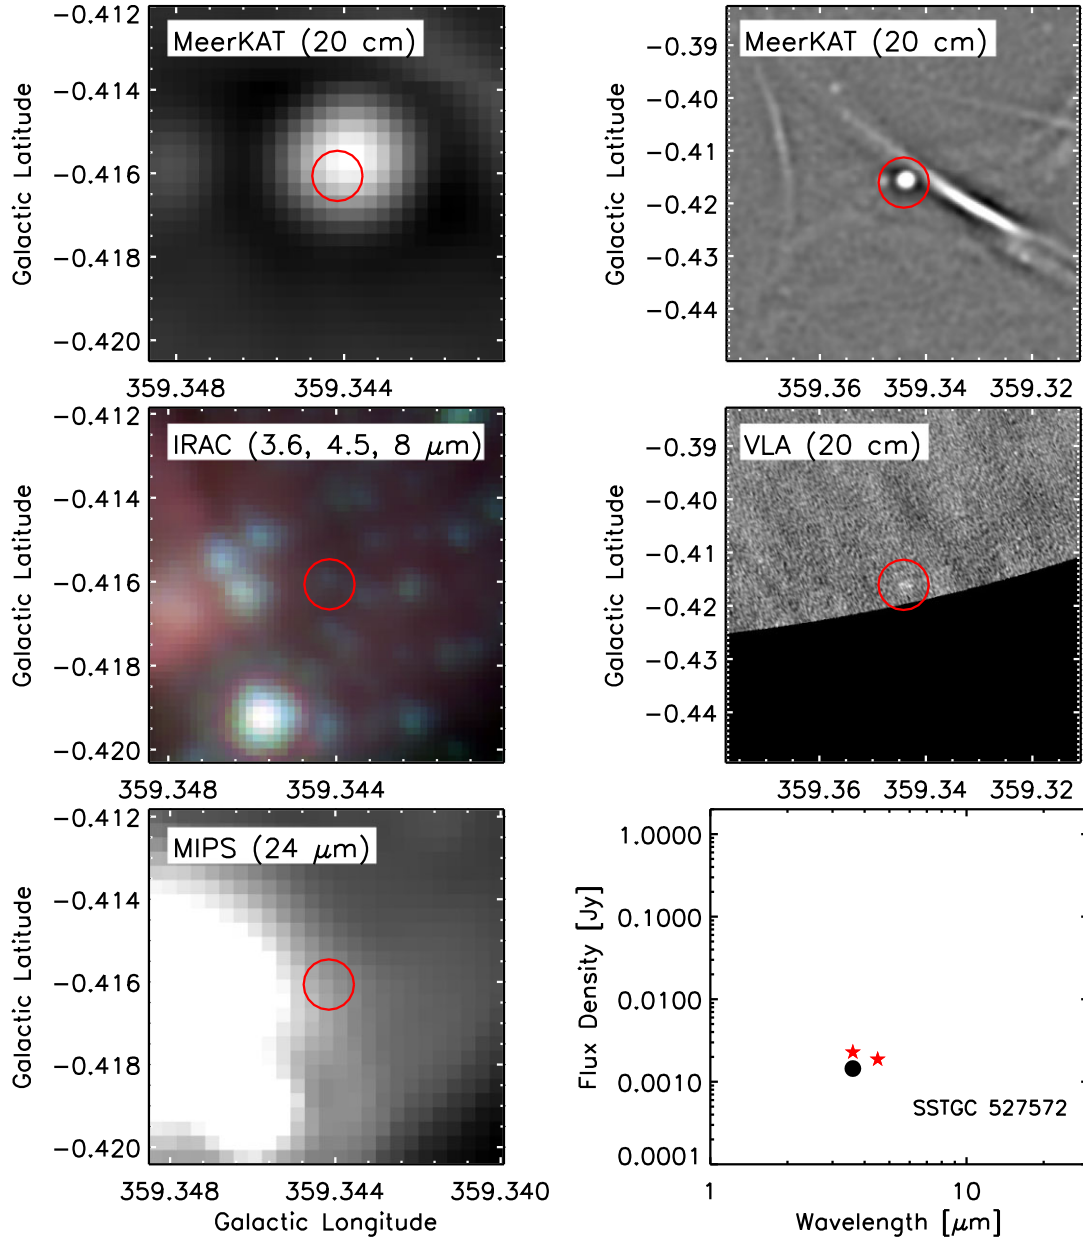 MeerKAT (20 cm)
Galactic Latitude
−0.412
−0.414
−0.416
−0.418
−0.420
359.348 359.344
MeerKAT (20 cm)
Galactic Latitude
−0.39
−0.40
−0.41
−0.42
−0.43
−0.44
359.36 359.34 359.32
IRAC (3.6, 4.5, 8 μm)
Galactic Latitude
−0.412
−0.414
−0.416
−0.418
−0.420
359.348 359.344
VLA (20 cm)
Galactic Latitude
−0.39
−0.40
−0.41
−0.42
−0.43
−0.44
359.36 359.34 359.32
MIPS (24 μm)
Galactic Latitude
−0.412
−0.414
−0.416
−0.418
−0.420
359.348 359.344 359.340
Galactic Longitude
Flux Density [Jy]
1.0000
0.1000
0.0100
0.0010
0.0001
SSTGC 527572
1 10
Wavelength [μm]